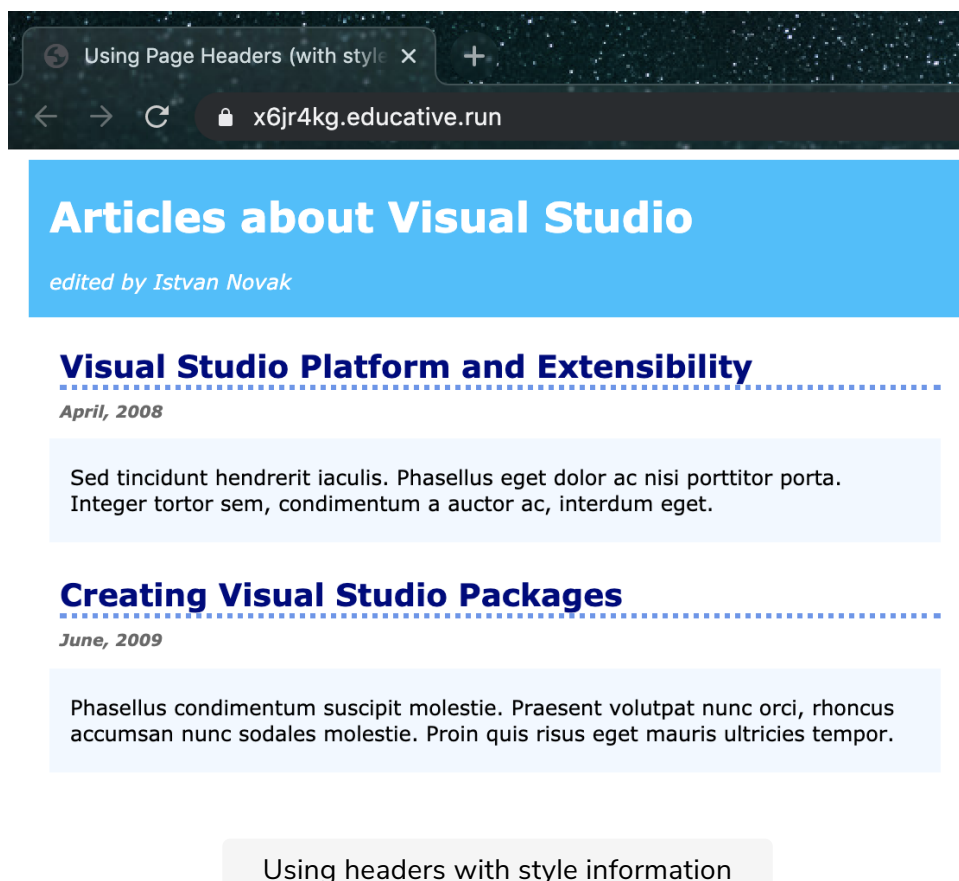 Using Page Headers (with style
x6jr4kg.educative.run
Articles about Visual Studio
edited by Istvan Novak
Visual Studio Platform and Extensibility
April, 2008
Sed tincidunt hendrerit iaculis. Phasellus eget dolor ac nisi porttitor porta.
Integer tortor sem, condimentum a auctor ac, interdum eget.
Creating Visual Studio Packages
June, 2009
Phasellus condimentum suscipit molestie. Praesent volutpat nunc orci, rhoncus
accumsan nunc sodales molestie. Proin quis risus eget mauris ultricies tempor.
Using headers with style information